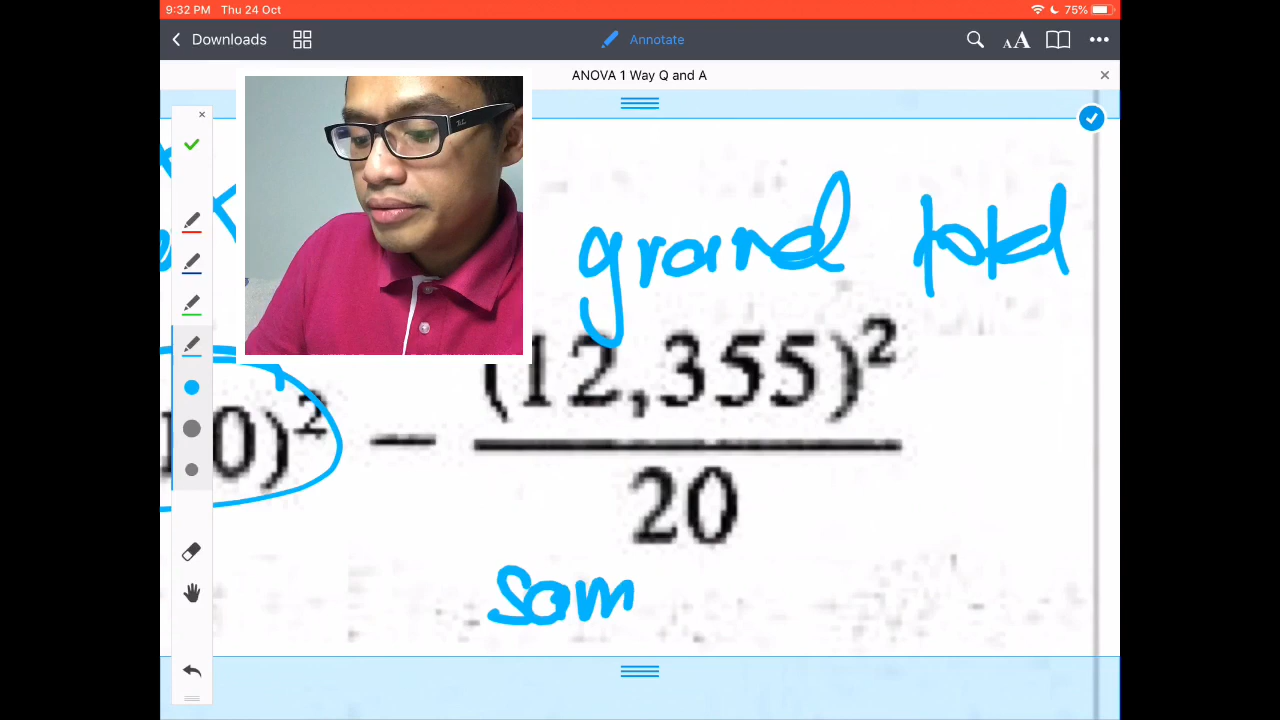 9:32 PM Thu 24 Oct 75%
Downloads Annotate AA
ANOVA 1 Way Q and A
grand total
0)² − (12,355)²
20
Sam